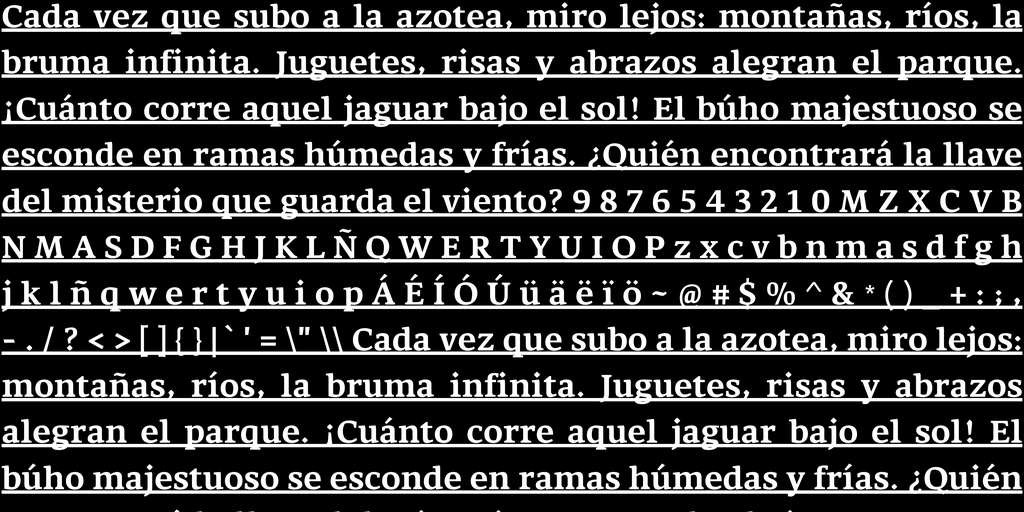 Cada vez que subo a la azotea, miro lejos: montañas, ríos, la
bruma infinita. Juguetes, risas y abrazos alegran el parque.
¡Cuánto corre aquel jaguar bajo el sol! El búho majestuoso se
esconde en ramas húmedas y frías. ¿Quién encontrará la llave
del misterio que guarda el viento? 9 8 7 6 5 4 3 2 1 0 M Z X C V B
N M A S D F G H J K L Ñ Q W E R T Y U I O P z x c v b n m a s d f g h
j k l ñ q w e r t y u i o p Á É Í Ó Ú ü ä ë ï ö ~ @ # $ % ^ & * ( ) _ + : ; ,
- . / ? < > [ ] { } | ` ' = \" \\ Cada vez que subo a la azotea, miro lejos:
montañas, ríos, la bruma infinita. Juguetes, risas y abrazos
alegran el parque. ¡Cuánto corre aquel jaguar bajo el sol! El
búho majestuoso se esconde en ramas húmedas y frías. ¿Quién